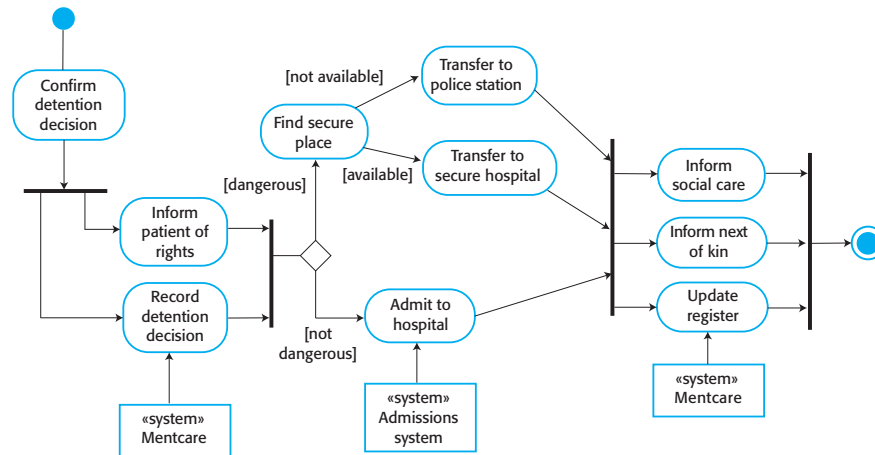 Confirm
detention
decision
Inform
patient of
rights
Record
detention
decision
«system»
Mentcare
[dangerous]
[not
dangerous]
Find secure
place
[not available]
[available]
Transfer to
police station
Transfer to
secure hospital
Admit to
hospital
«system»
Admissions
system
Inform
social care
Inform next
of kin
Update
register
«system»
Mentcare